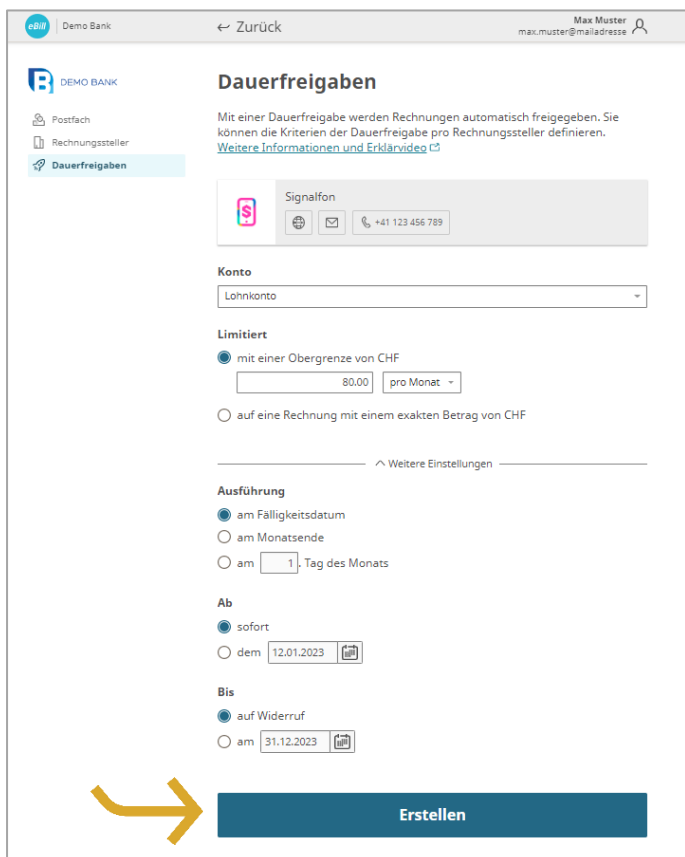 eBill Demo Bank
← Zurück
Max Muster
max.muster@mailadresse
DEMO BANK
Postfach
Rechnungssteller
Dauerfreigaben
Dauerfreigaben
Mit einer Dauerfreigabe werden Rechnungen automatisch freigegeben. Sie
können die Kriterien der Dauerfreigabe pro Rechnungssteller definieren.
Weitere Informationen und Erklärvideo
Signalfon
+41 123 456 789
Konto
Lohnkonto
Limitiert
mit einer Obergrenze von CHF
80.00 pro Monat
auf eine Rechnung mit einem exakten Betrag von CHF
Weitere Einstellungen
Ausführung
am Fälligkeitsdatum
am Monatsende
am 1. Tag des Monats
Ab
sofort
dem 12.01.2023
Bis
auf Widerruf
am 31.12.2023
Erstellen